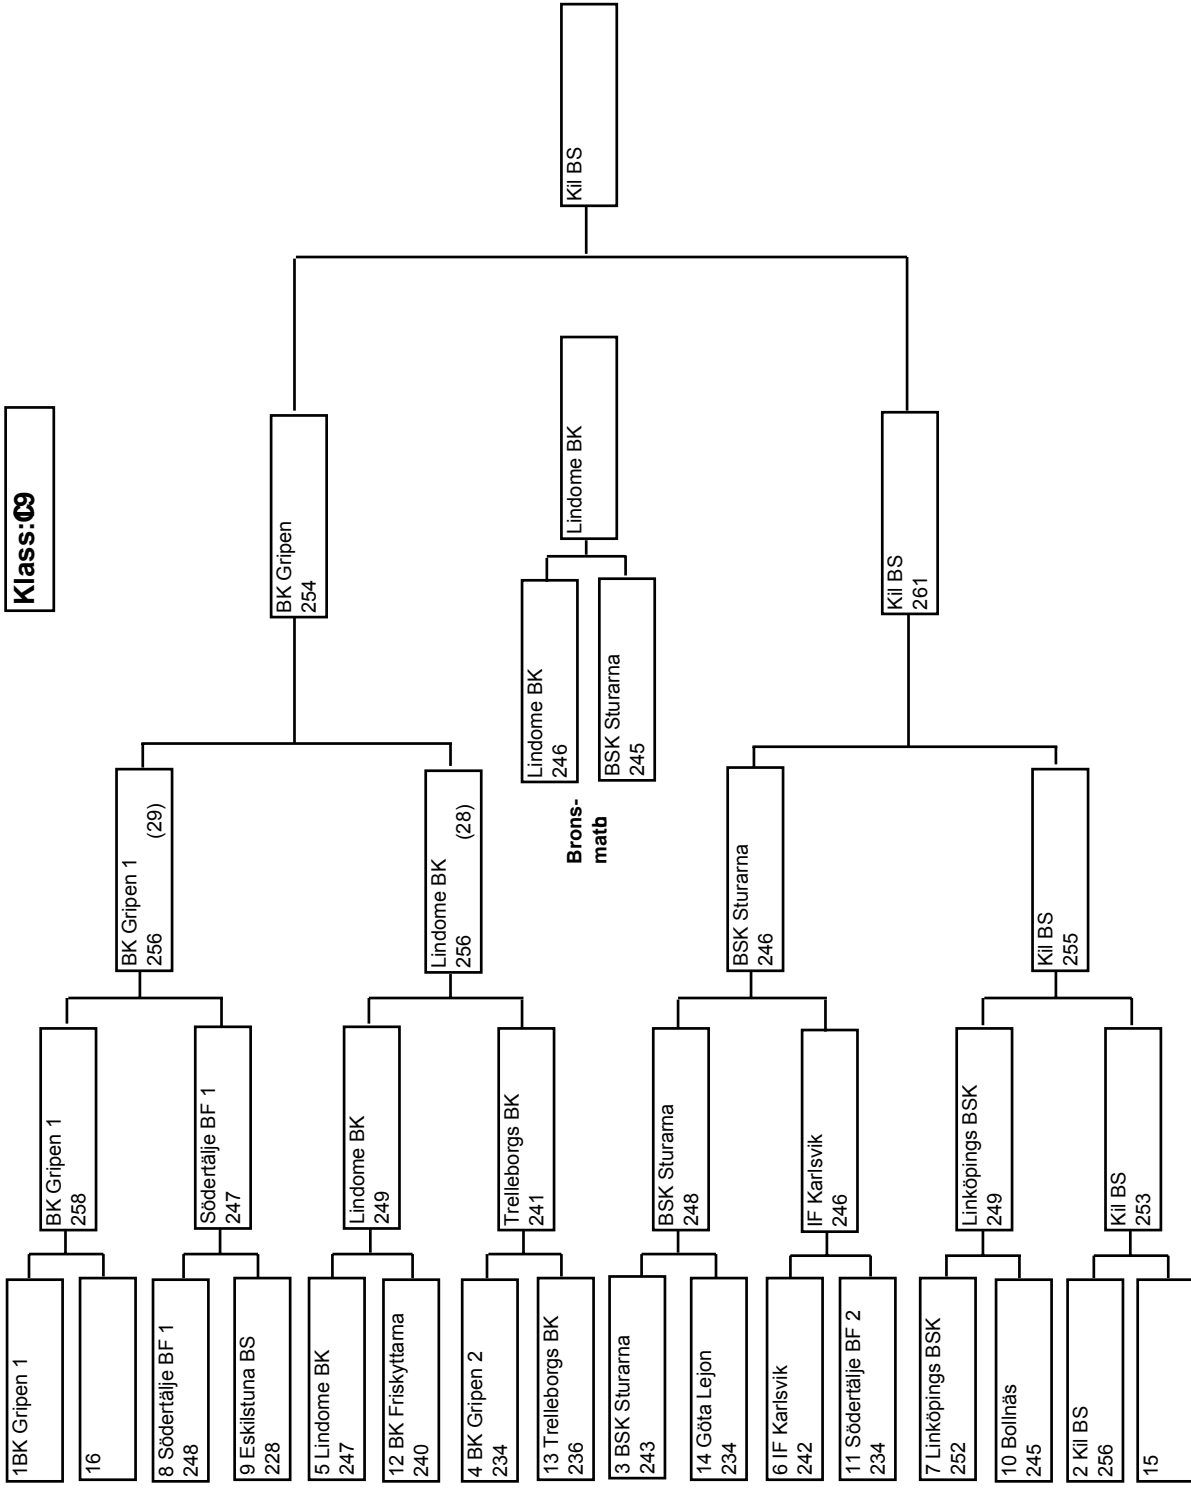 Klass:C9
1BK Gripen 1
16
8 Södertälje BF 1
248
9 Eskilstuna BS
228
5 Lindome BK
247
12 BK Friskyttarna
240
4 BK Gripen 2
234
13 Trelleborgs BK
236
3 BSK Sturarna
243
14 Göta Lejon
234
6 IF Karlsvik
242
11 Södertälje BF 2
234
7 Linköpings BSK
252
10 Bollnäs
245
2 Kil BS
256
15
BK Gripen 1
258
Södertälje BF 1
247
Lindome BK
249
Trelleborgs BK
241
BSK Sturarna
248
IF Karlsvik
246
Linköpings BSK
249
Kil BS
253
BK Gripen 1
256 (29)
Lindome BK
256 (28)
BSK Sturarna
246
Kil BS
255
Brons-
Lindome BK
246
BSK Sturarna
245
Lindome BK
BK Gripen
254
Kil BS
261
Kil BS